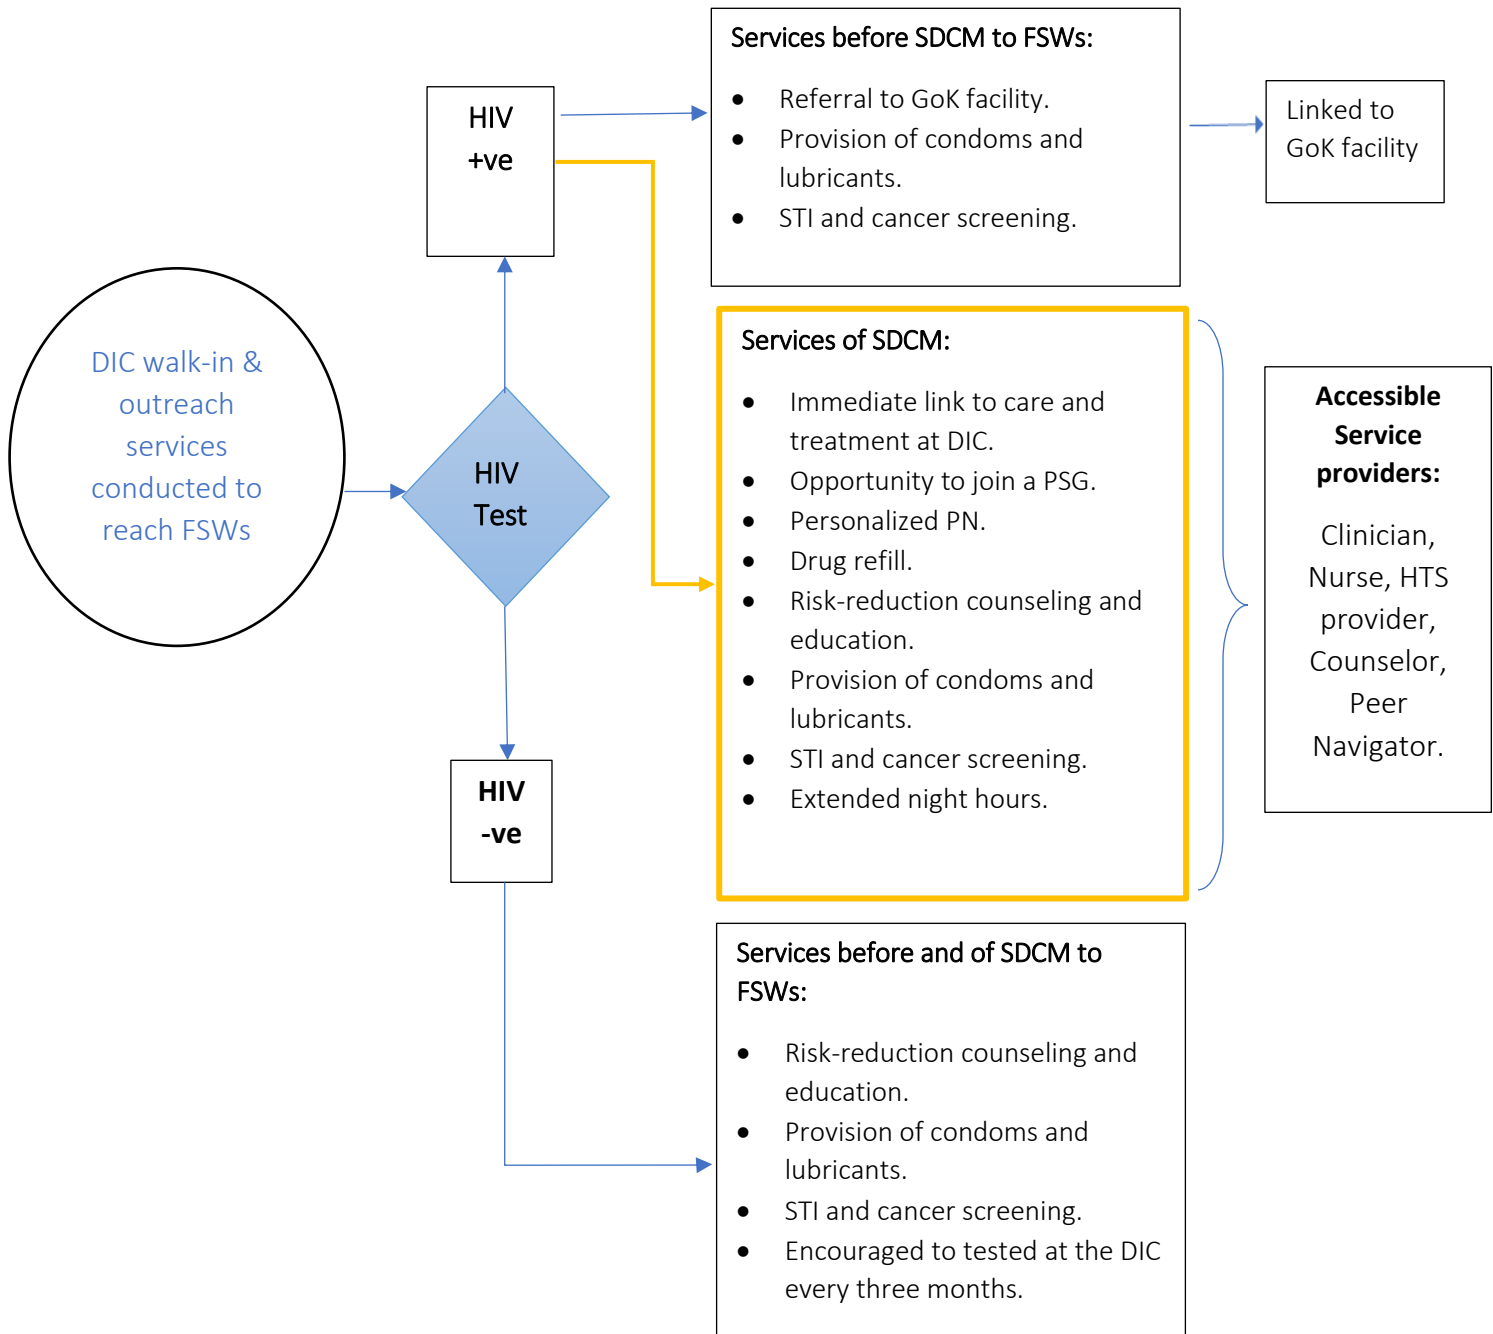 DIC walk-in &
outreach
services
conducted to
reach FSWs
HIV
Test
HIV
+ve
HIV
-ve
Services before SDCM to FSWs:
● Referral to GoK facility.
● Provision of condoms and
lubricants.
● STI and cancer screening.
Linked to
GoK facility
Services of SDCM:
● Immediate link to care and
treatment at DIC.
● Opportunity to join a PSG.
● Personalized PN.
● Drug refill.
● Risk-reduction counseling and
education.
● Provision of condoms and
lubricants.
● STI and cancer screening.
● Extended night hours.
Accessible
Service
providers:
Clinician,
Nurse, HTS
provider,
Counselor,
Peer
Navigator.
Services before and of SDCM to
FSWs:
● Risk-reduction counseling and
education.
● Provision of condoms and
lubricants.
● STI and cancer screening.
● Encouraged to tested at the DIC
every three months.